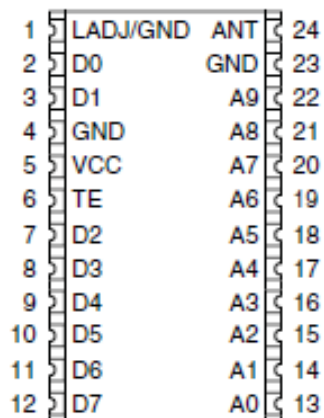 1 LADJ/GND ANT 24
2 D0 GND 23
3 D1 A9 22
4 GND A8 21
5 VCC A7 20
6 TE A6 19
7 D2 A5 18
8 D3 A4 17
9 D4 A3 16
10 D5 A2 15
11 D6 A1 14
12 D7 A0 13